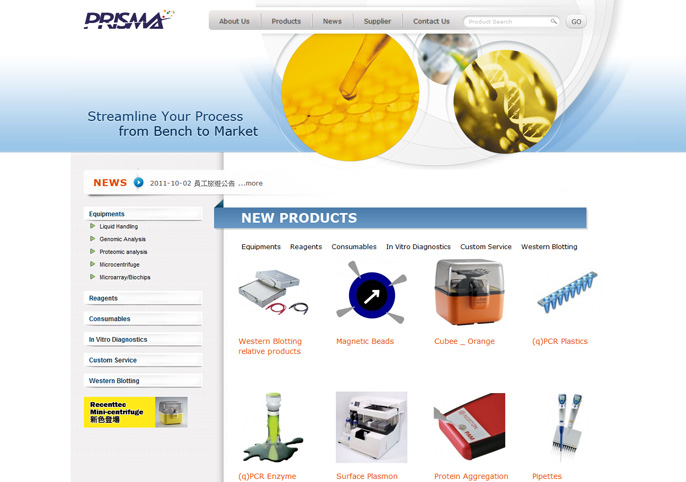 PRISMA
About Us
Products
News
Supplier
Contact Us
Product Search
GO
Streamline Your Process
from Bench to Market
NEWS
2011-10-02 員工旅遊公告 ...more
Equipments
Liquid Handling
Genomic Analysis
Proteomic analysis
Microcentrifuge
Microarray/Biochips
Reagents
Consumables
In Vitro Diagnostics
Custom Service
Western Blotting
Recenttec
Mini-centrifuge
新色登場
NEW PRODUCTS
Equipments
Reagents
Consumables
In Vitro Diagnostics
Custom Service
Western Blotting
Western Blotting
relative products
Magnetic Beads
Cubee _ Orange
(q)PCR Plastics
(q)PCR Enzyme
Surface Plasmon
Protein Aggregation
Pipettes